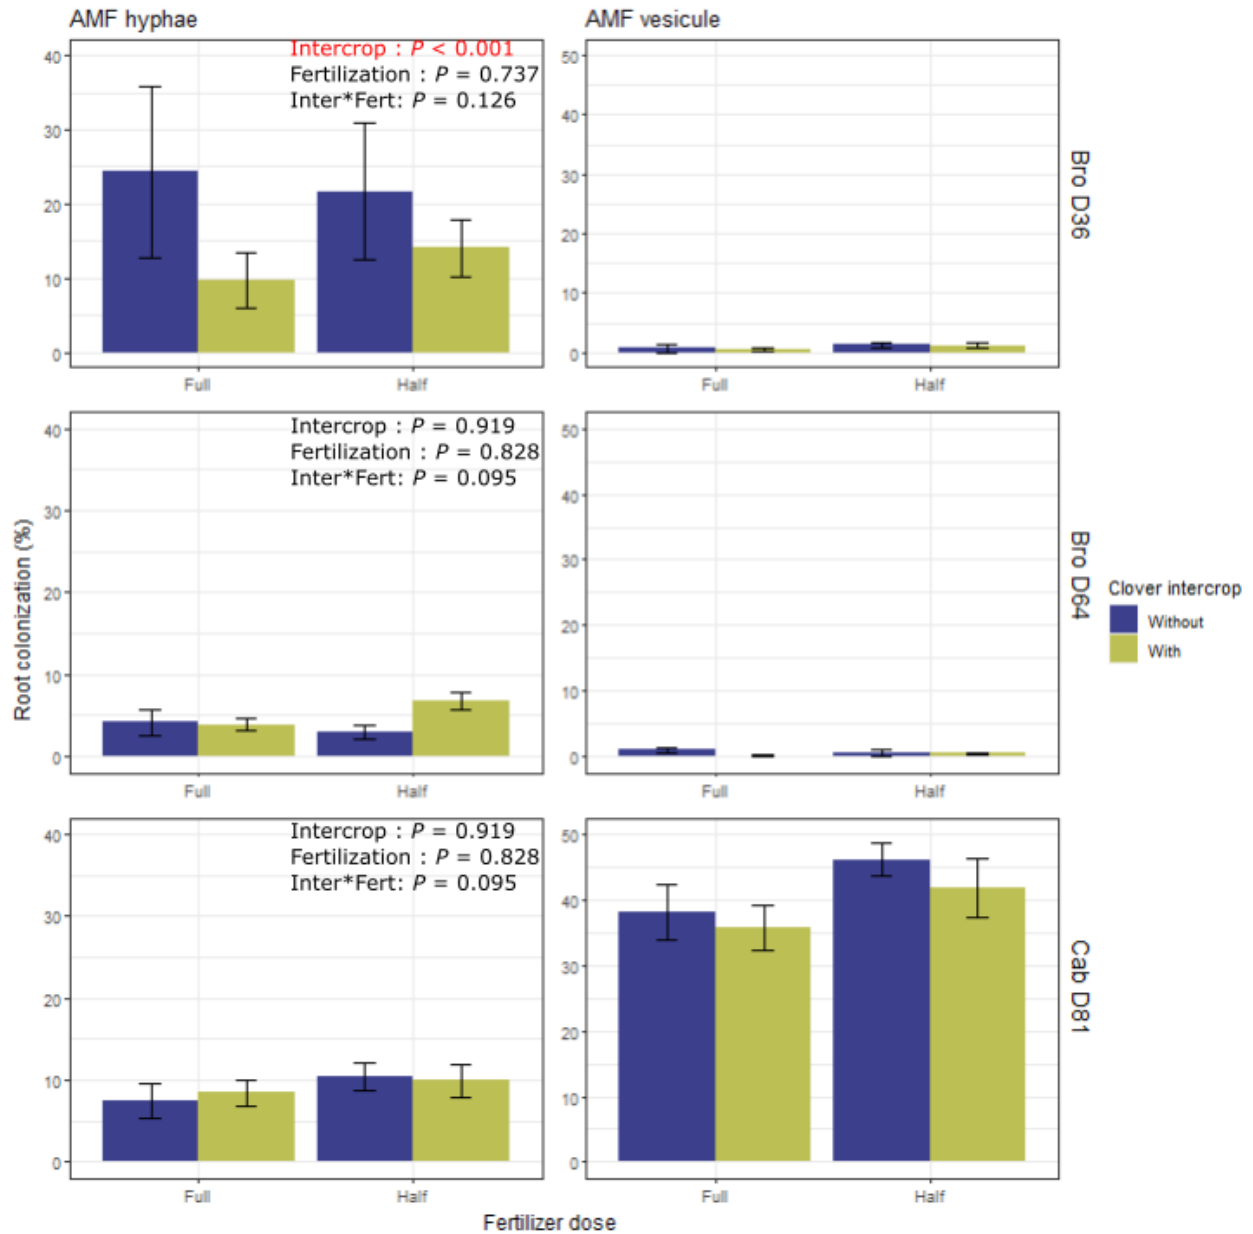 AMF hyphae
AMF vesicule
Intercrop : P < 0.001
Fertilization : P = 0.737
Inter*Fert: P = 0.126
40
30
20
10
0
Full
Half
50
40
30
20
10
0
Full
Half
Bro D36
Intercrop : P = 0.919
Fertilization : P = 0.828
Inter*Fert: P = 0.095
40
30
20
10
0
Full
Half
50
40
30
20
10
0
Full
Half
Bro D64
Root colonization (%)
Clover intercrop
Without
With
Intercrop : P = 0.919
Fertilization : P = 0.828
Inter*Fert: P = 0.095
40
30
20
10
0
Full
Half
50
40
30
20
10
0
Full
Half
Cab D81
Fertilizer dose